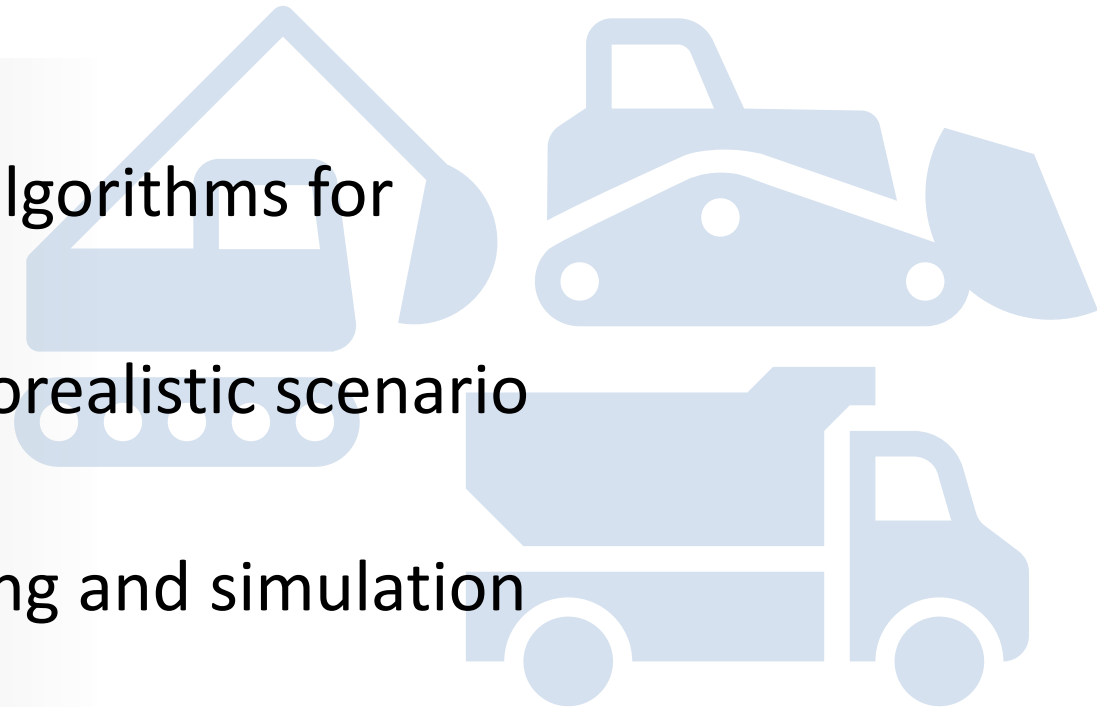 lgorithms for
orealistic scenario
ng and simulation